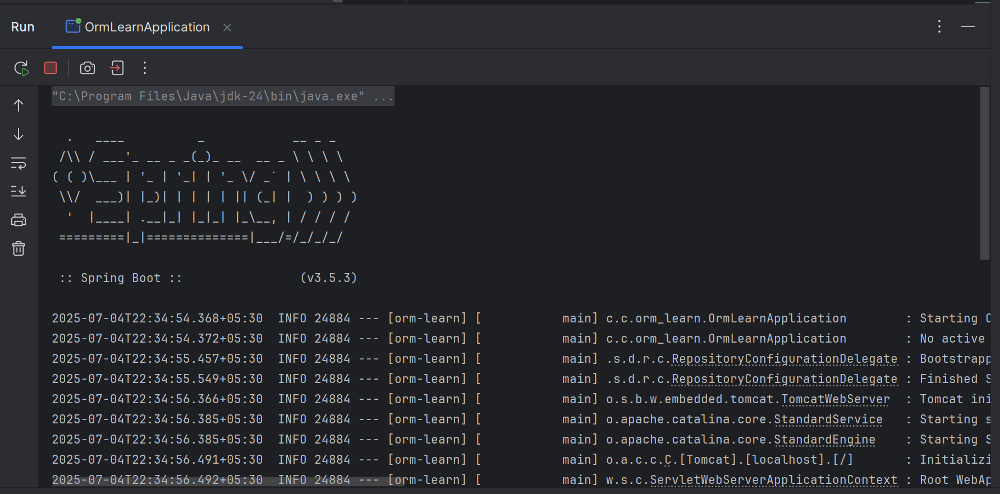 Run OrmLearnApplication
"C:\Program Files\Java\jdk-24\bin\java.exe" ...
  .   ____          _            __ _ _
 /\\ / ___'_ __ _ _(_)_ __  __ _ \ \ \ \
( ( )\___ | '_ | '_| | '_ \/ _` | \ \ \ \
 \\/  ___)| |_)| | | | | || (_| |  ) ) ) )
  '  |____| .__|_| |_|_| |_\__, | / / / /
 =========|_|==============|___/=/_/_/_/
 :: Spring Boot ::                (v3.5.3)
2025-07-04T22:34:54.368+05:30  INFO 24884 --- [orm-learn] [           main] c.c.orm_learn.OrmLearnApplication        : Starting
2025-07-04T22:34:54.372+05:30  INFO 24884 --- [orm-learn] [           main] c.c.orm_learn.OrmLearnApplication        : No active
2025-07-04T22:34:55.457+05:30  INFO 24884 --- [orm-learn] [           main] .s.d.r.c.RepositoryConfigurationDelegate : Bootstrapp
2025-07-04T22:34:55.549+05:30  INFO 24884 --- [orm-learn] [           main] .s.d.r.c.RepositoryConfigurationDelegate : Finished S
2025-07-04T22:34:56.366+05:30  INFO 24884 --- [orm-learn] [           main] o.s.b.w.embedded.tomcat.TomcatWebServer  : Tomcat ini
2025-07-04T22:34:56.385+05:30  INFO 24884 --- [orm-learn] [           main] o.apache.catalina.core.StandardService   : Starting s
2025-07-04T22:34:56.385+05:30  INFO 24884 --- [orm-learn] [           main] o.apache.catalina.core.StandardEngine    : Starting S
2025-07-04T22:34:56.491+05:30  INFO 24884 --- [orm-learn] [           main] o.a.c.c.C.[Tomcat].[localhost].[/]       : Initializi
2025-07-04T22:34:56.492+05:30  INFO 24884 --- [orm-learn] [           main] w.s.c.ServletWebServerApplicationContext : Root WebAp